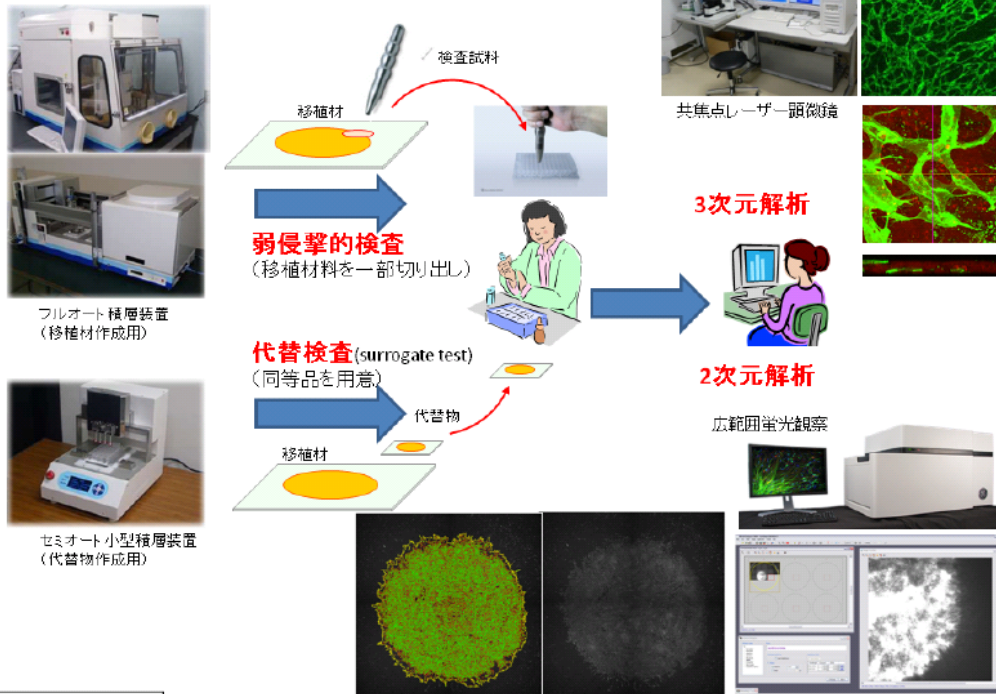 検査試料
移植材
共焦点レーザー顕微鏡
3次元解析
弱侵撃的検査
(移植材料を一部切り出し)
フルオート積層装置
(移植材作成用)
代替検査(surrogate test)
(同等品を用意)
2次元解析
代替物
広範囲蛍光観察
移植材
セミオート小型積層装置
(代替物作成用)